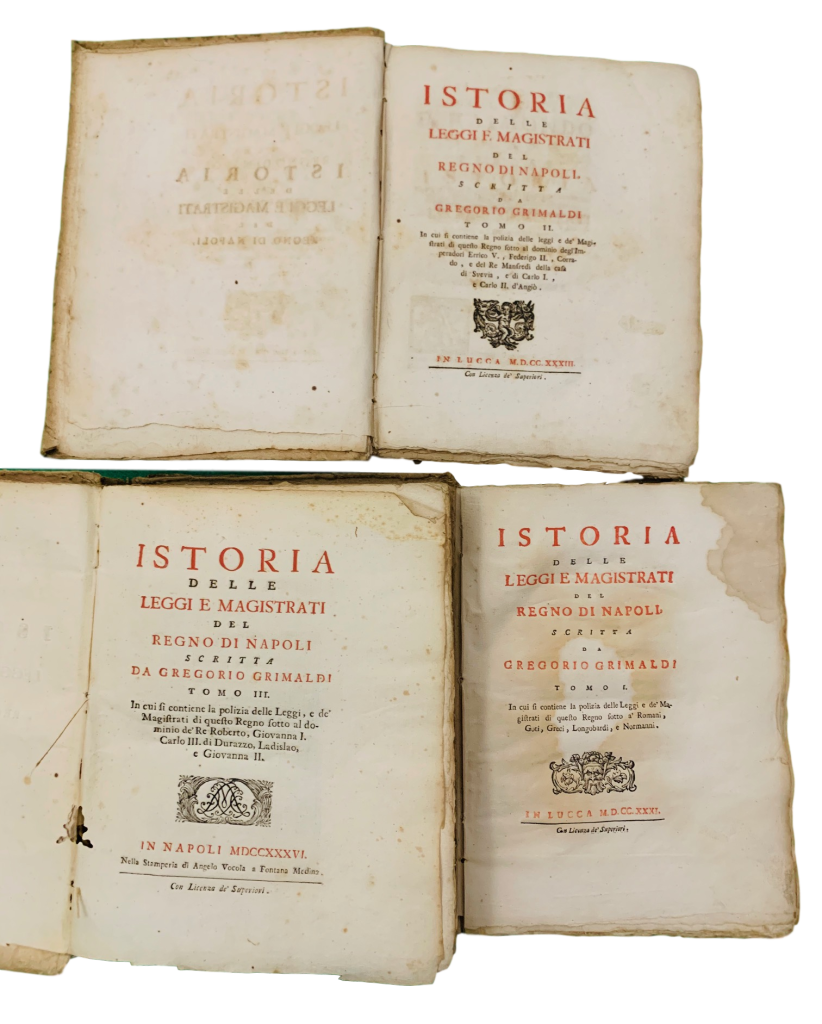 ISTORIA
DELLE
LEGGI E MAGISTRATI
DEL
REGNO DI NAPOLI.
SCRITTA
DA
GREGORIO GRIMALDI
TOMO II.
In cui si contiene la polizia delle leggi e de' Magi-
strati di questo Regno sotto al dominio degl'Im-
peradori Errico V., Federigo II., Corra-
do, e del Re Manfredi della casa
di Svevia, e di Carlo I.,
e Carlo II. d'Angiò.
IN LUCCA M.D.CC.XXXIII.
Con Licenza de' Superiori.
ISTORIA
DELLE
LEGGI E MAGISTRATI
DEL
REGNO DI NAPOLI
SCRITTA
DA GREGORIO GRIMALDI
TOMO III.
In cui si contiene la polizia delle Leggi, e de'
Magistrati di questo Regno sotto al do-
minio de' Re Roberto, Giovanna I.
Carlo III. di Durazzo, Ladislao,
e Giovanna II.
IN NAPOLI MDCCXXXVI.
Nella Stamperia di Angelo Vocola a Fontana Medina.
Con Licenza de' Superiori.
ISTORIA
DELLE
LEGGI E MAGISTRATI
DEL
REGNO DI NAPOLI.
SCRITTA
DA
GREGORIO GRIMALDI
TOMO I.
In cui si contiene la polizia delle Leggi e de' Ma-
gistrati di questo Regno sotto a' Romani,
Goti, Greci, Longobardi, e Normanni.
IN LUCCA M.D.CC.XXXI.
Con Licenza de' Superiori,